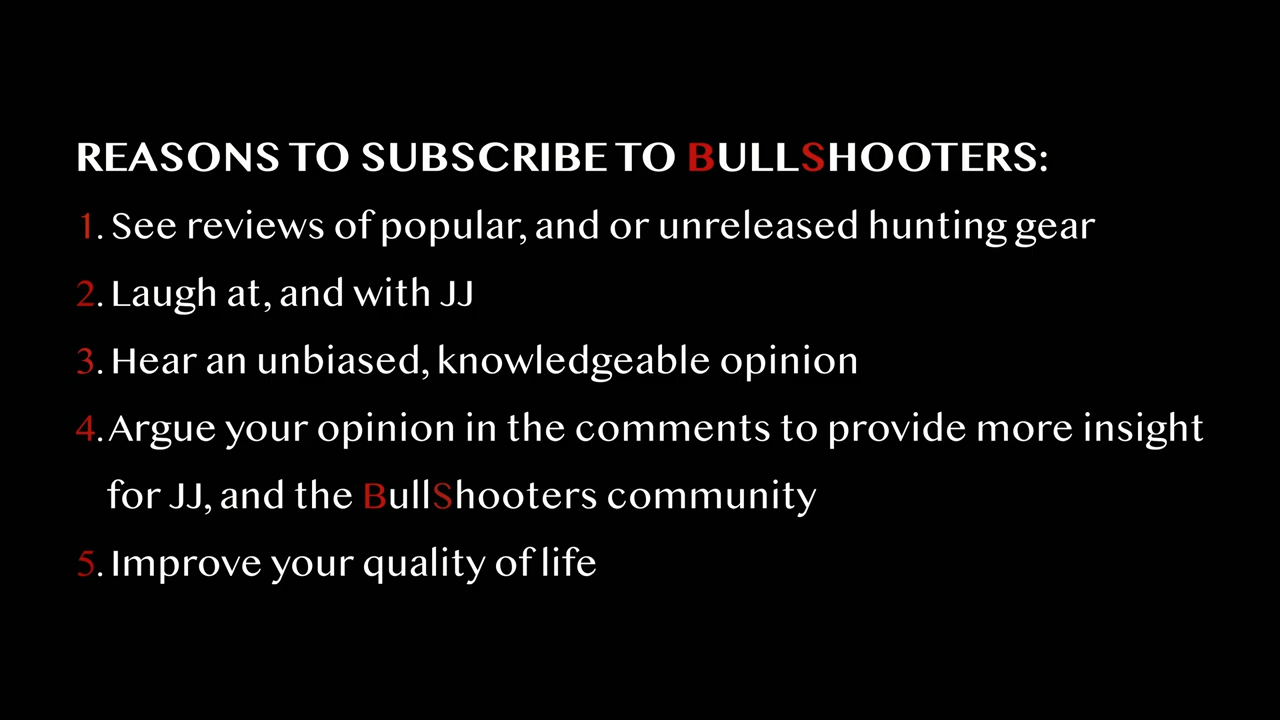 REASONS TO SUBSCRIBE TO BULLSHOOTERS:
1. See reviews of popular, and or unreleased hunting gear
2. Laugh at, and with JJ
3. Hear an unbiased, knowledgeable opinion
4. Argue your opinion in the comments to provide more insight
for JJ, and the BullShooters community
5. Improve your quality of life